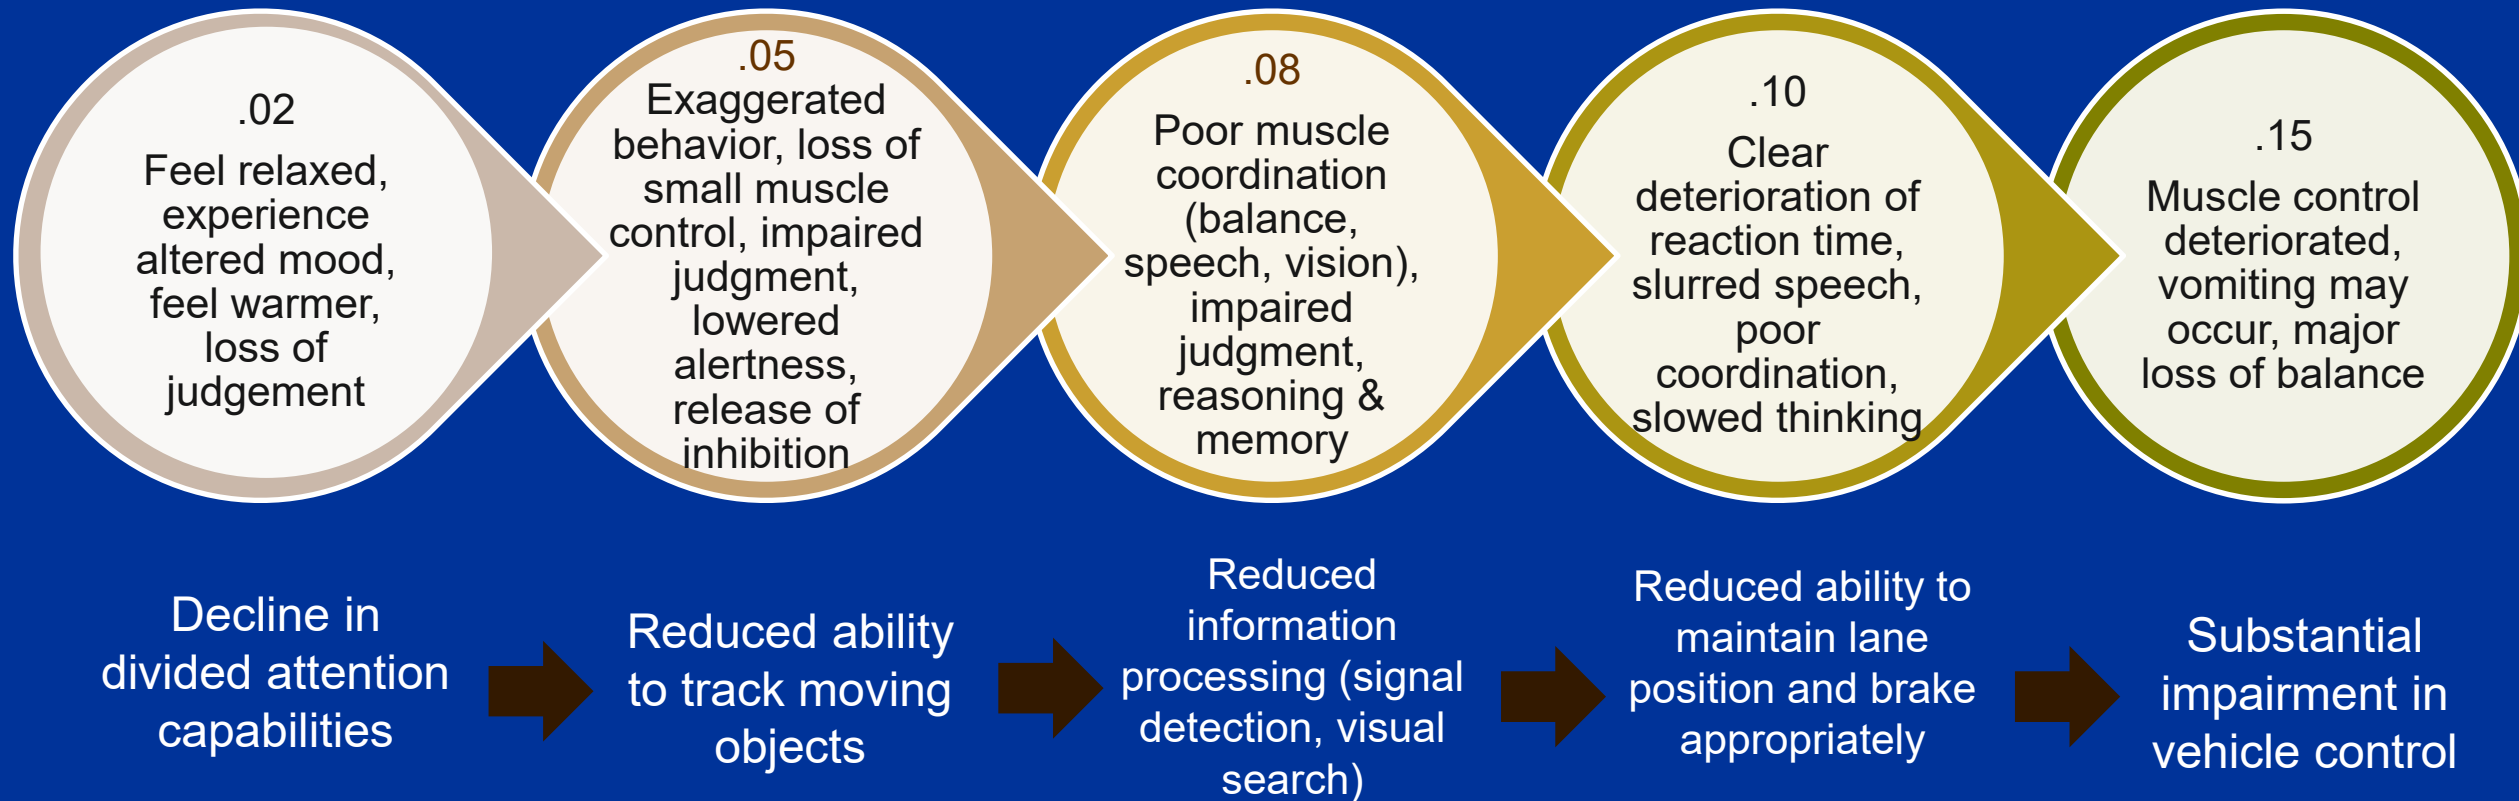 .02
Feel relaxed,
experience
altered mood,
feel warmer,
loss of
judgement
.05
Exaggerated
behavior, loss of
small muscle
control, impaired
judgment,
lowered
alertness,
release of
inhibition
.08
Poor muscle
coordination
(balance,
speech, vision),
impaired
judgment,
reasoning &
memory
.10
Clear
deterioration of
reaction time,
slurred speech,
poor
coordination,
slowed thinking
.15
Muscle control
deteriorated,
vomiting may
occur, major
loss of balance
Decline in
divided attention
capabilities
Reduced ability
to track moving
objects
Reduced
information
processing (signal
detection, visual
search)
Reduced ability to
maintain lane
position and brake
appropriately
Substantial
impairment in
vehicle control